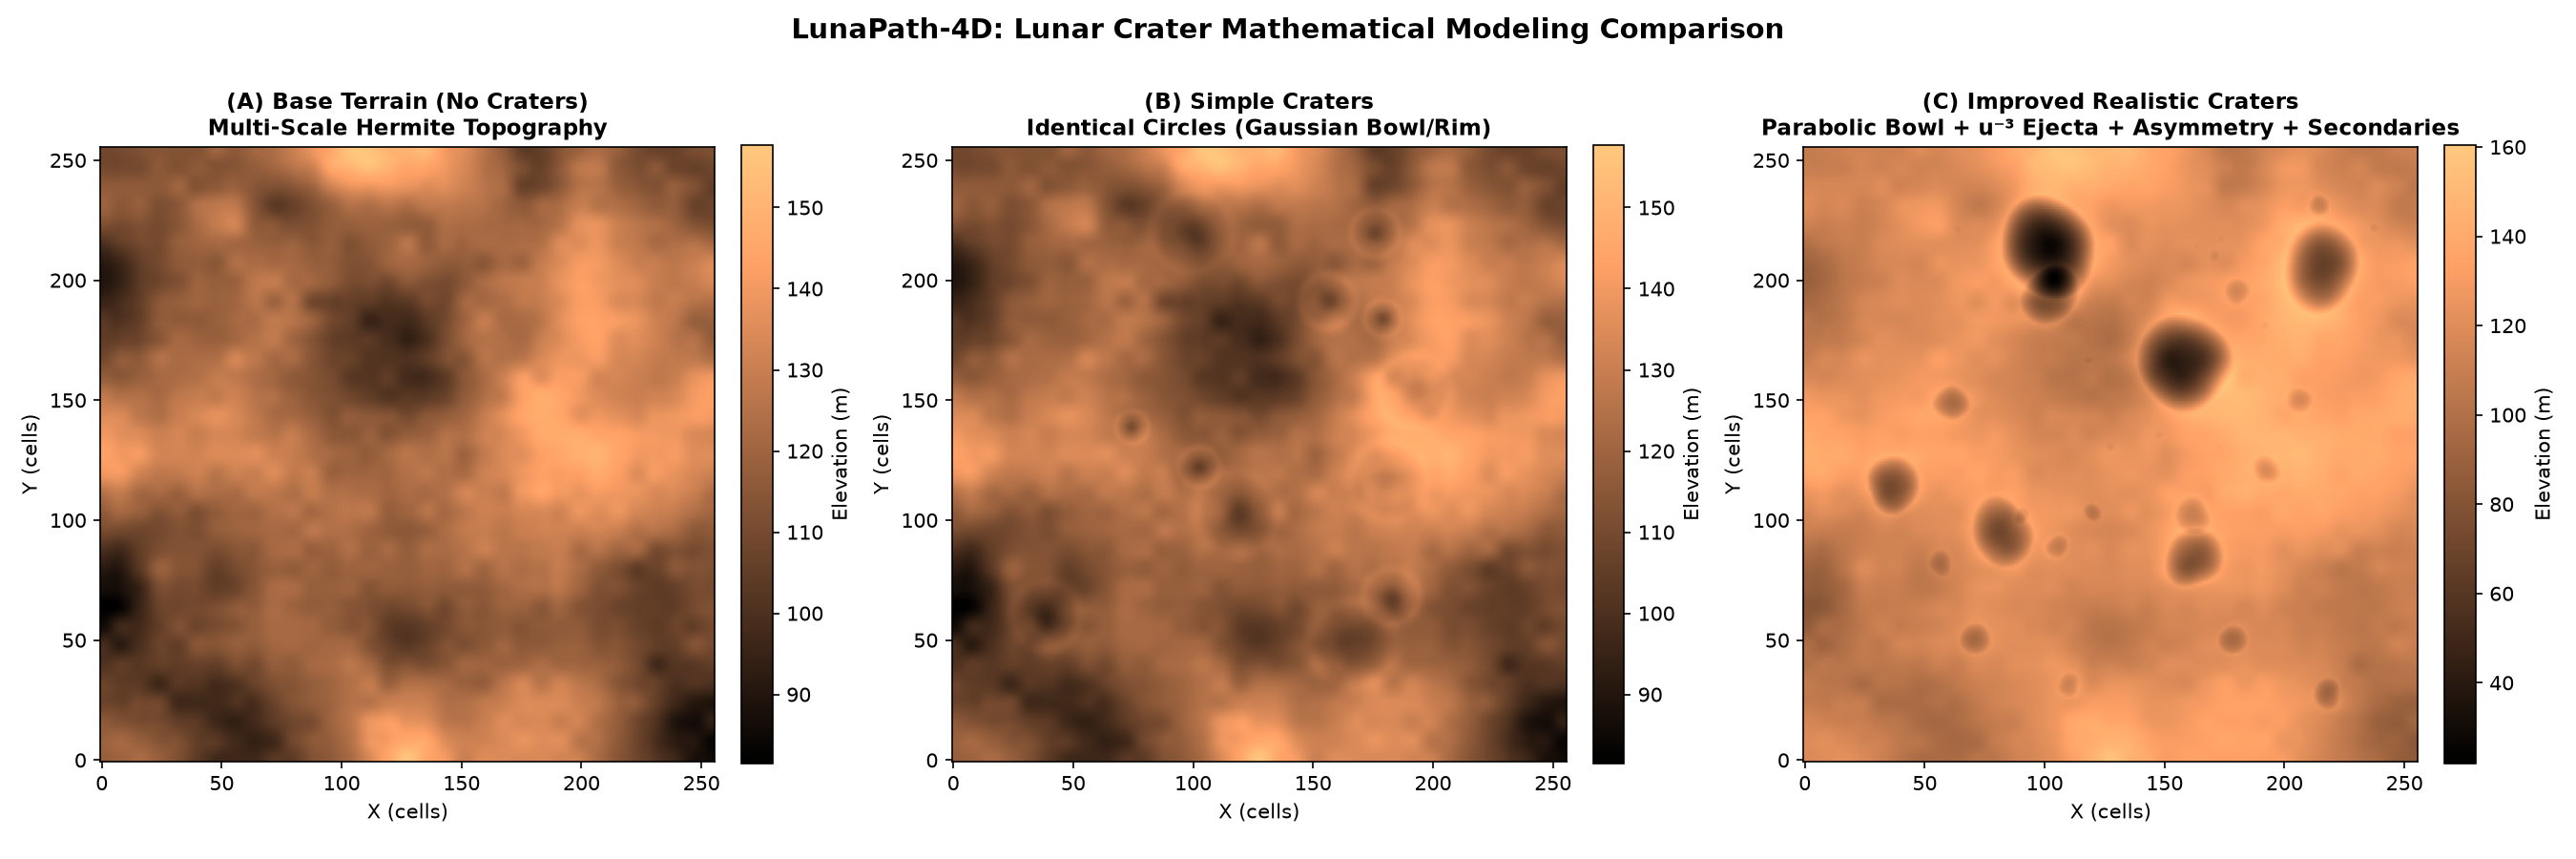 LunaPath-4D: Lunar Crater Mathematical Modeling Comparison
(A) Base Terrain (No Craters)
Multi-Scale Hermite Topography
250
200
150
100
50
0
Y (cells)
0 50 100 150 200 250
X (cells)
150
140
130
120
110
100
90
Elevation (m)
(B) Simple Craters
Identical Circles (Gaussian Bowl/Rim)
250
200
150
100
50
0
Y (cells)
0 50 100 150 200 250
X (cells)
150
140
130
120
110
100
90
Elevation (m)
(C) Improved Realistic Craters
Parabolic Bowl + u⁻³ Ejecta + Asymmetry + Secondaries
250
200
150
100
50
0
Y (cells)
0 50 100 150 200 250
X (cells)
160
140
120
100
80
60
40
Elevation (m)